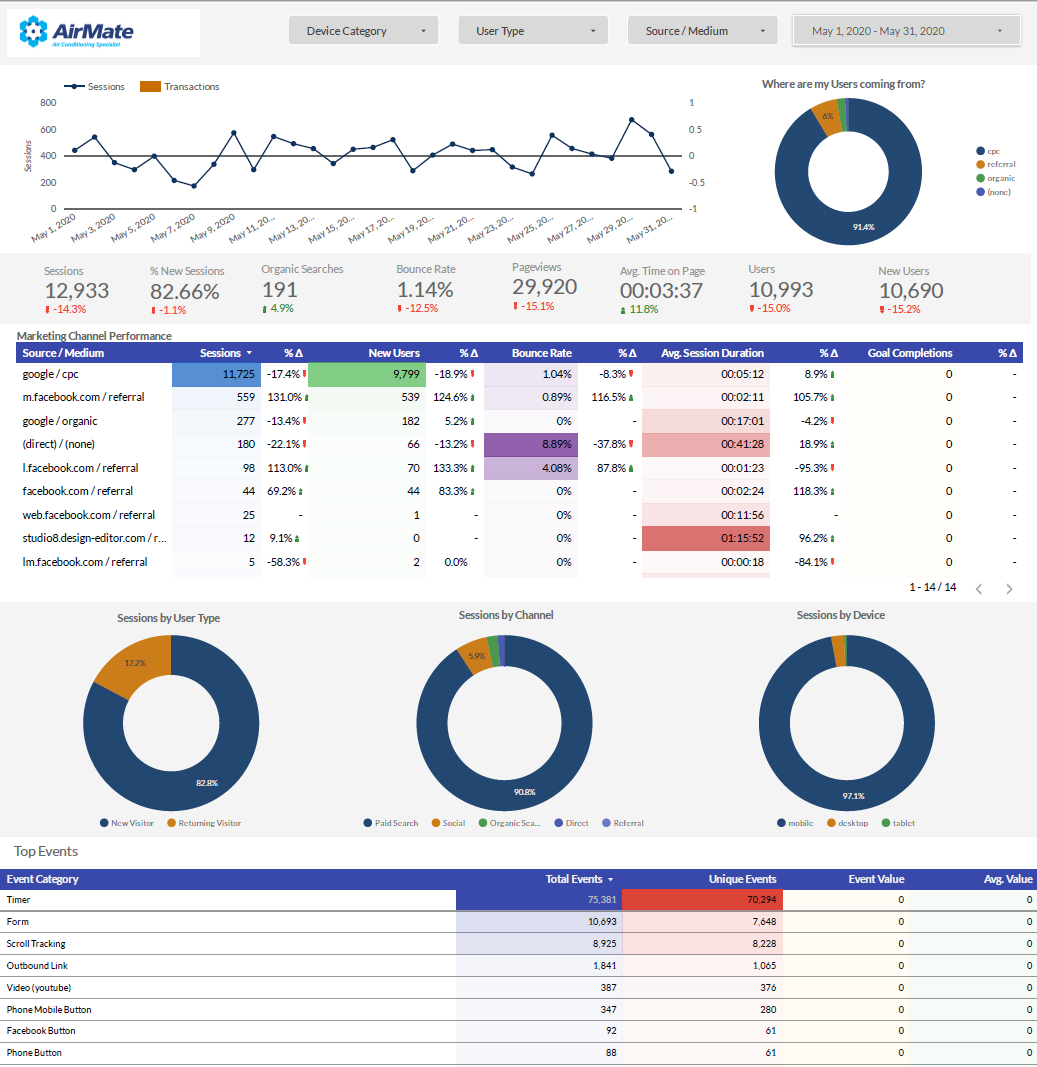 AirMate
Air Conditioning Specialist
Device Category
User Type
Source / Medium
May 1, 2020 - May 31, 2020
Sessions
Transactions
Sessions
800
600
400
200
0
1
0.5
0
-0.5
-1
May 1, 2020
May 3, 2020
May 5, 2020
May 7, 2020
May 9, 2020
May 11, 20...
May 13, 20...
May 15, 20...
May 17, 20...
May 19, 20...
May 21, 20...
May 23, 20...
May 25, 20...
May 27, 20...
May 29, 20...
May 31, 20...
Where are my Users coming from?
6%
91.4%
cpc
referral
organic
(none)
Sessions
12,933
-14.3%
% New Sessions
82.66%
-1.1%
Organic Searches
191
4.9%
Bounce Rate
1.14%
-12.5%
Pageviews
29,920
-15.1%
Avg. Time on Page
00:03:37
11.8%
Users
10,993
-15.0%
New Users
10,690
-15.2%
Marketing Channel Performance
Source / Medium Sessions % Δ New Users % Δ Bounce Rate % Δ Avg. Session Duration % Δ Goal Completions % Δ
google / cpc 11,725 -17.4% 9,799 -18.9% 1.04% -8.3% 00:05:12 8.9% 0 -
m.facebook.com / referral 559 131.0% 539 124.6% 0.89% 116.5% 00:02:11 105.7% 0 -
google / organic 277 -13.4% 182 5.2% 0% - 00:17:01 -4.2% 0 -
(direct) / (none) 180 -22.1% 66 -13.2% 8.89% -37.8% 00:41:28 18.9% 0 -
l.facebook.com / referral 98 113.0% 70 133.3% 4.08% 87.8% 00:01:23 -95.3% 0 -
facebook.com / referral 44 69.2% 44 83.3% 0% - 00:02:24 118.3% 0 -
web.facebook.com / referral 25 - 1 - 0% - 00:11:56 - 0 -
studio8.design-editor.com / r... 12 9.1% 0 - 0% - 01:15:52 96.2% 0 -
lm.facebook.com / referral 5 -58.3% 2 0.0% 0% - 00:00:18 -84.1% 0 -
1 - 14 / 14
Sessions by User Type
17.2%
82.8%
New Visitor
Returning Visitor
Sessions by Channel
5.9%
90.8%
Paid Search
Social
Organic Sea...
Direct
Referral
Sessions by Device
97.1%
mobile
desktop
tablet
Top Events
Event Category Total Events Unique Events Event Value Avg. Value
Timer 75,381 70,294 0 0
Form 10,693 7,648 0 0
Scroll Tracking 8,925 8,228 0 0
Outbound Link 1,841 1,065 0 0
Video (youtube) 387 376 0 0
Phone Mobile Button 347 280 0 0
Facebook Button 92 61 0 0
Phone Button 88 61 0 0